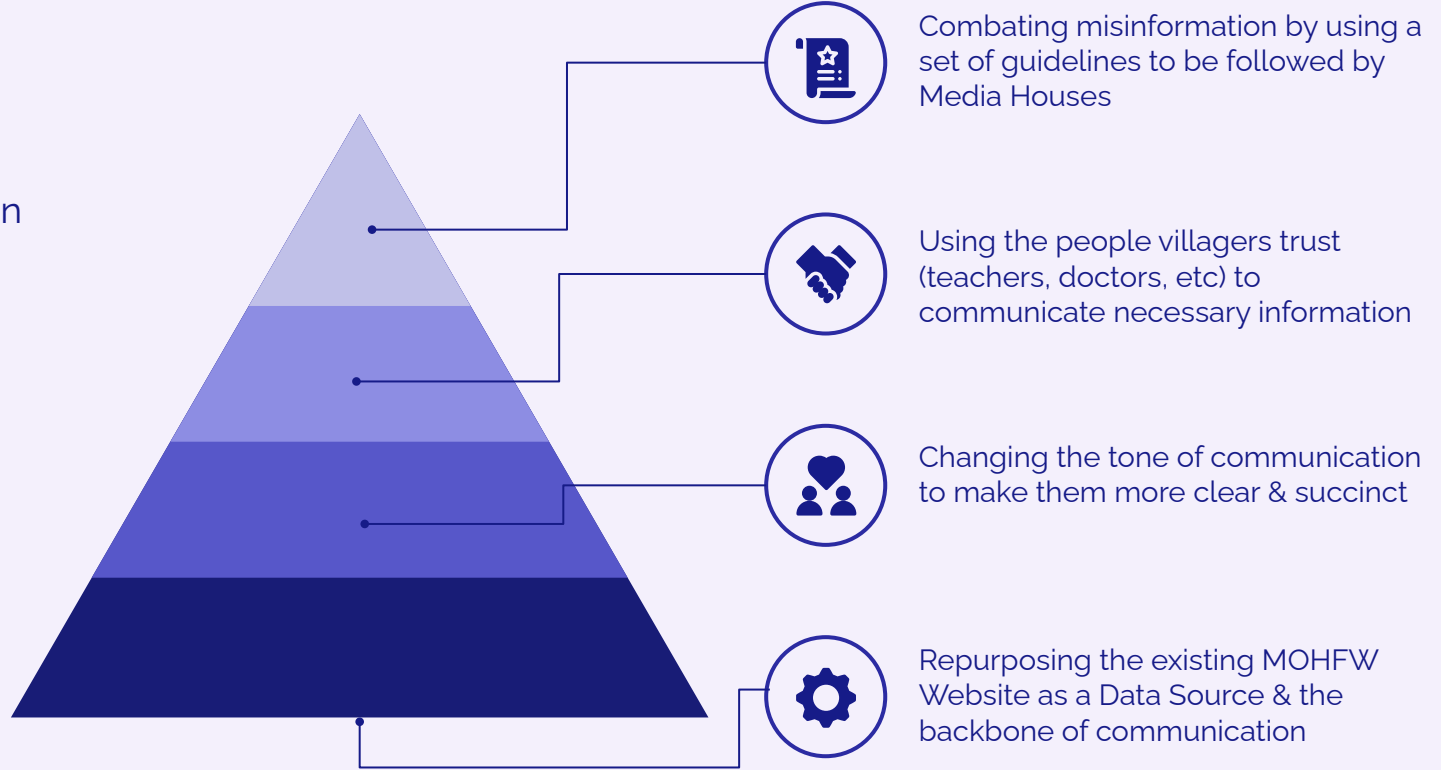 Combating misinformation by using a
set of guidelines to be followed by
Media Houses
n
Using the people villagers trust
(teachers, doctors, etc) to
communicate necessary information
Changing the tone of communication
to make them more clear & succinct
Repurposing the existing MOHFW
Website as a Data Source & the
backbone of communication